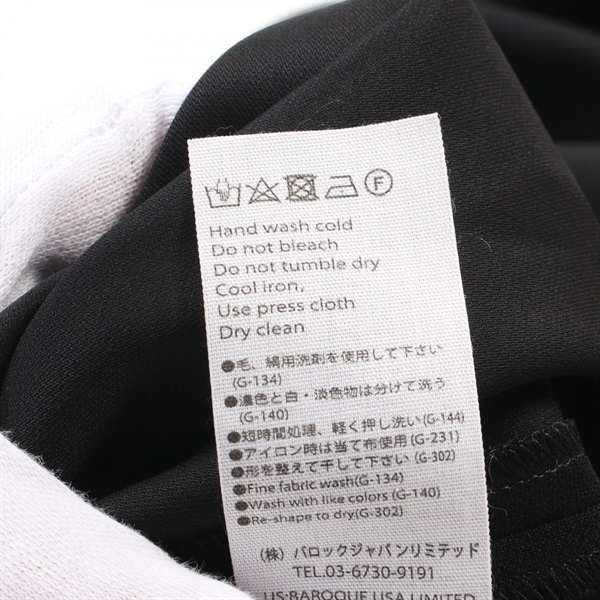 F
Hand wash cold
Do not bleach
Do not tumble dry
Cool iron,
Use press cloth
Dry clean
●毛、絹用洗剤を使用して下さい
(G-134)
●濃色と白・淡色物は分けて洗う
(G-140)
●短時間処理、軽く押し洗い(G-144)
●アイロン時は当て布使用(G-231)
●形を整えて干して下さい(G-302)
●Fine fabric wash(G-134)
●Wash with like colors (G-140)
●Re-shape to dry(G-302)
(株) バロックジャパンリミテッド
TEL.03-6730-9191
US:BAROQUE USA LIMITED